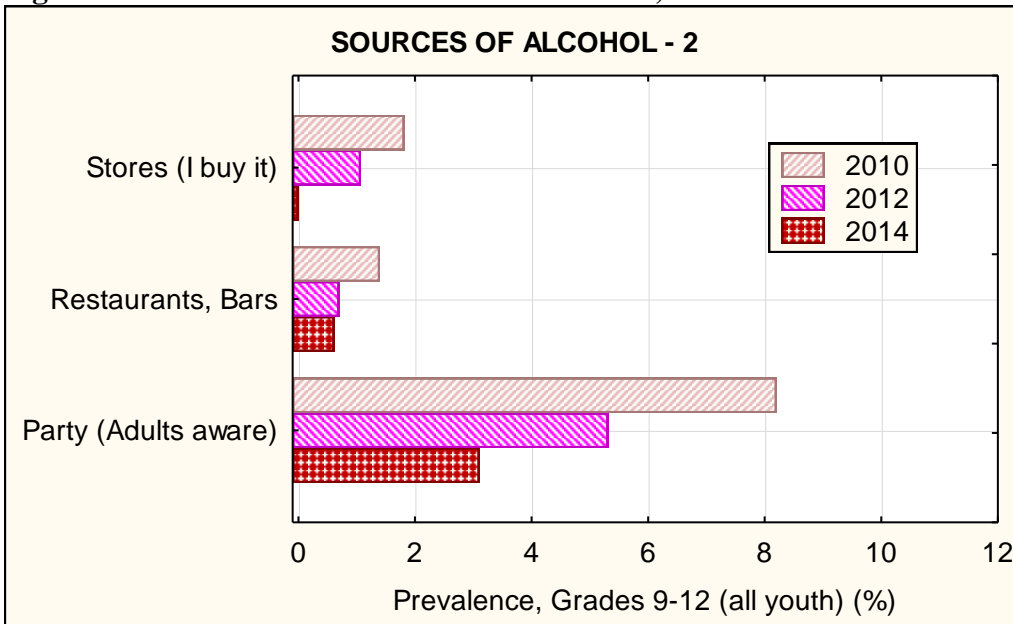 SOURCES OF ALCOHOL - 2
Stores (I buy it)
Restaurants, Bars
Party (Adults aware)
2010
2012
2014
0 2 4 6 8 10 12
Prevalence, Grades 9-12 (all youth) (%)